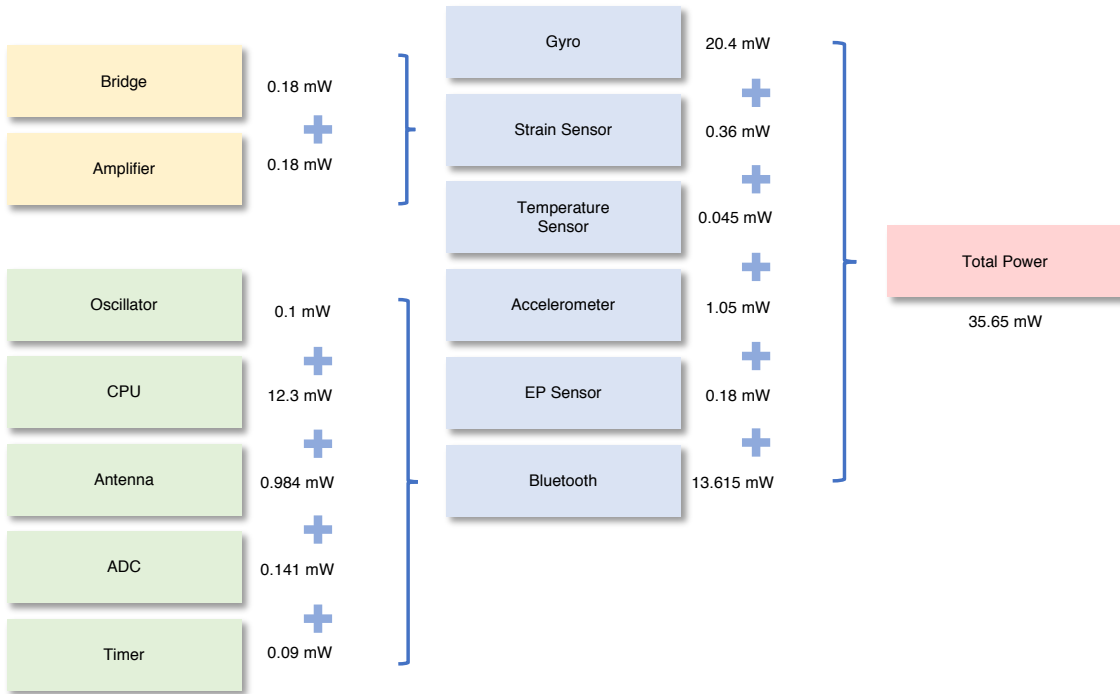 Bridge
0.18 mW
Amplifier
0.18 mW
Oscillator
0.1 mW
CPU
12.3 mW
Antenna
0.984 mW
ADC
0.141 mW
Timer
0.09 mW
Gyro
20.4 mW
Strain Sensor
0.36 mW
Temperature
Sensor
0.045 mW
Accelerometer
1.05 mW
EP Sensor
0.18 mW
Bluetooth
13.615 mW
Total Power
35.65 mW